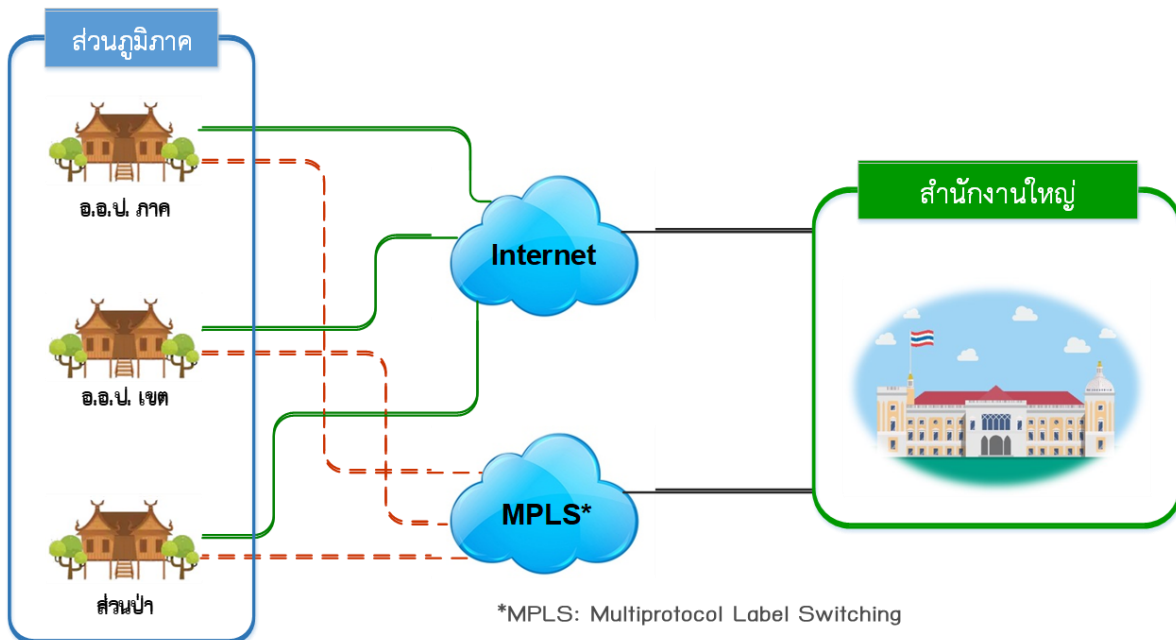 ส่วนภูมิภาค
อ.อ.ป. ภาค
อ.อ.ป. เขต
ส่วนป่า
Internet
MPLS*
สำนักงานใหญ่
*MPLS: Multiprotocol Label Switching